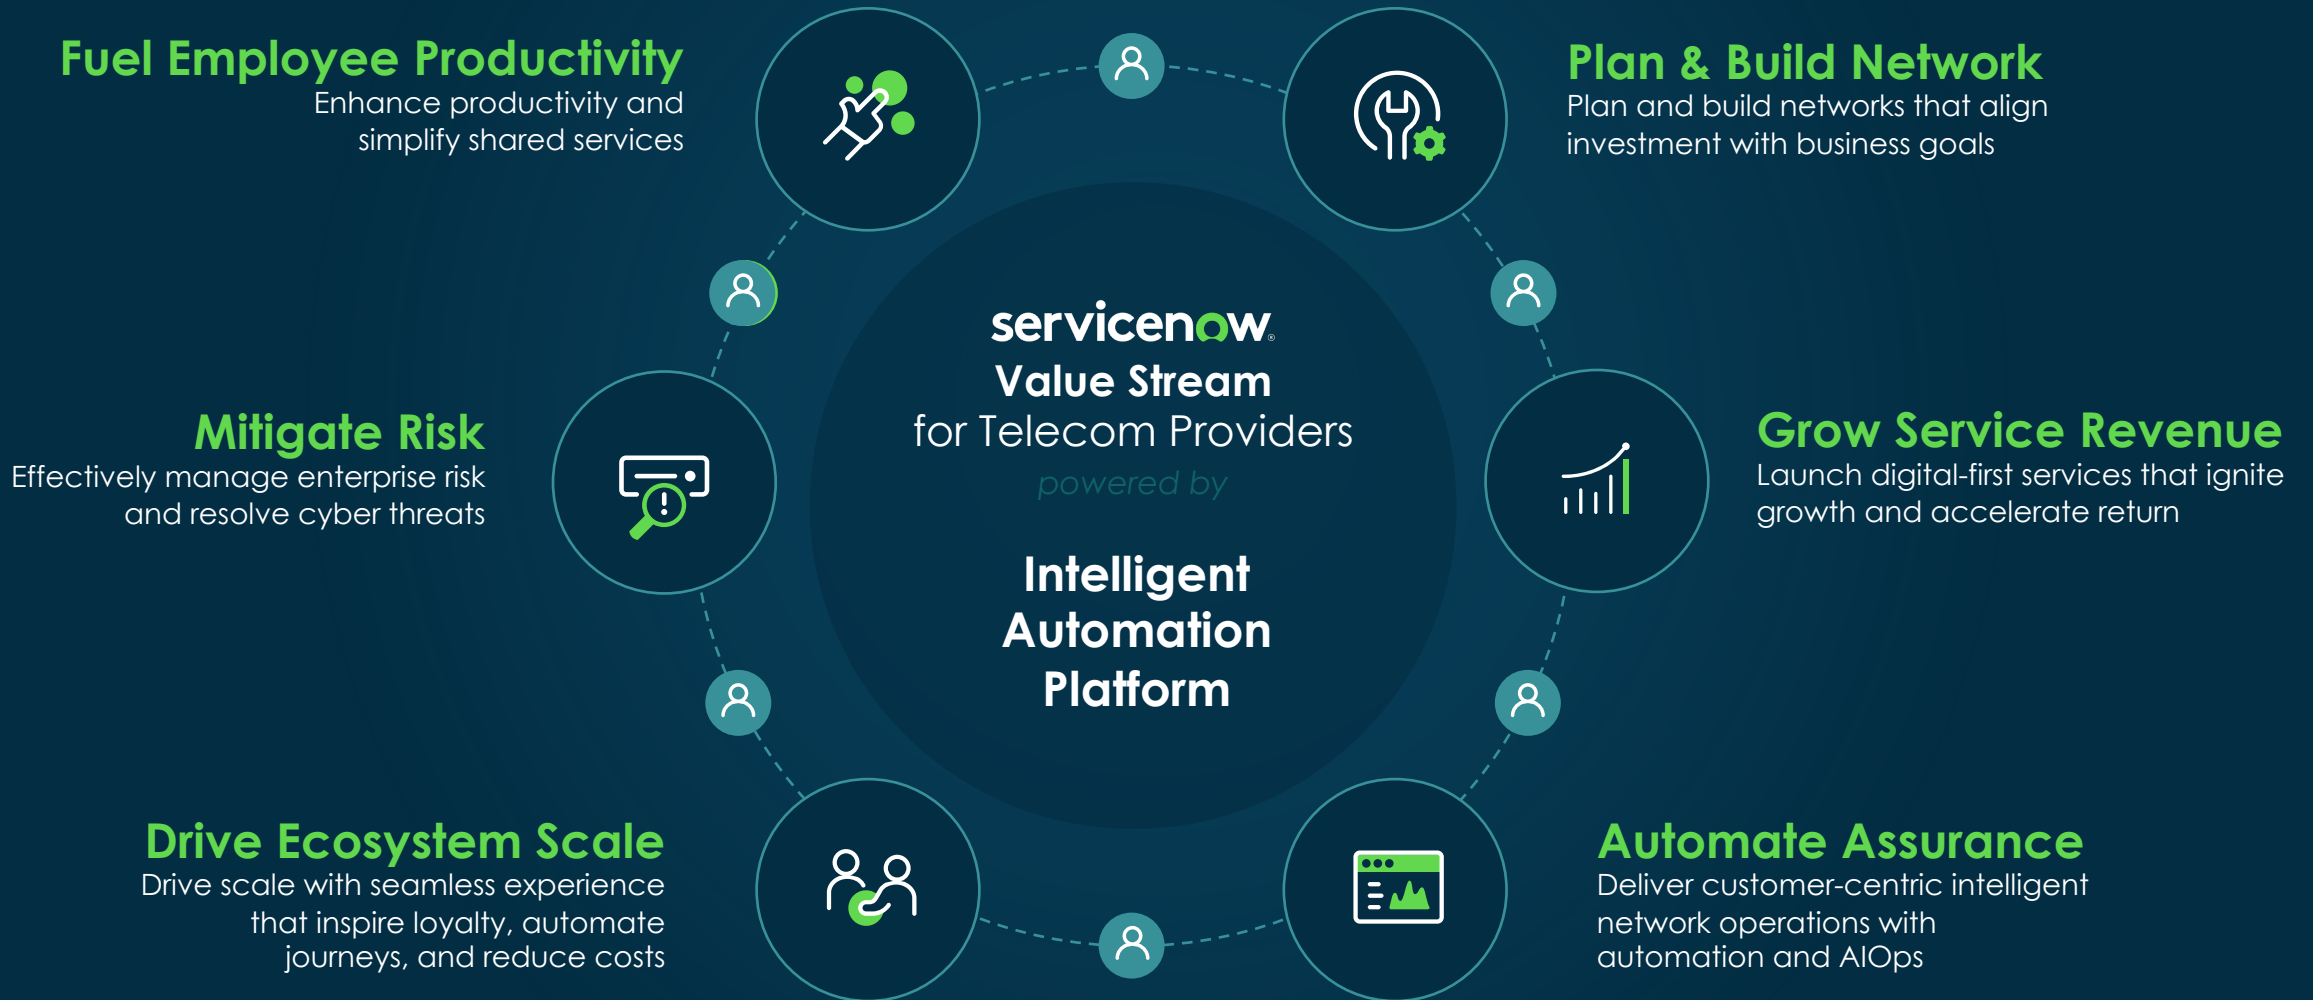 Fuel Employee Productivity
Enhance productivity and
simplify shared services
Plan & Build Network
Plan and build networks that align
investment with business goals
servicenow®
Value Stream
for Telecom Providers
powered by
Intelligent
Automation
Platform
Mitigate Risk
Effectively manage enterprise risk
and resolve cyber threats
Grow Service Revenue
Launch digital-first services that ignite
growth and accelerate return
Drive Ecosystem Scale
Drive scale with seamless experience
that inspire loyalty, automate
journeys, and reduce costs
Automate Assurance
Deliver customer-centric intelligent
network operations with
automation and AIOps